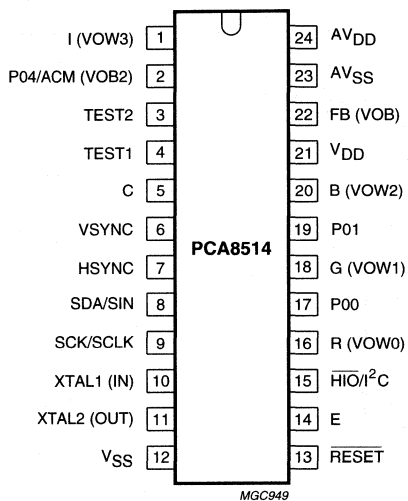 I (VOW3) 1 24 AVDD
P04/ACM (VOB2) 2 23 AVSS
TEST2 3 22 FB (VOB)
TEST1 4 21 VDD
C 5 20 B (VOW2)
VSYNC 6 19 P01
PCA8514
HSYNC 7 18 G (VOW1)
SDA/SIN 8 17 P00
SCK/SCLK 9 16 R (VOW0)
XTAL1 (IN) 10 15 HIO/I²C
XTAL2 (OUT) 11 14 E
VSS 12 13 RESET
MGC949